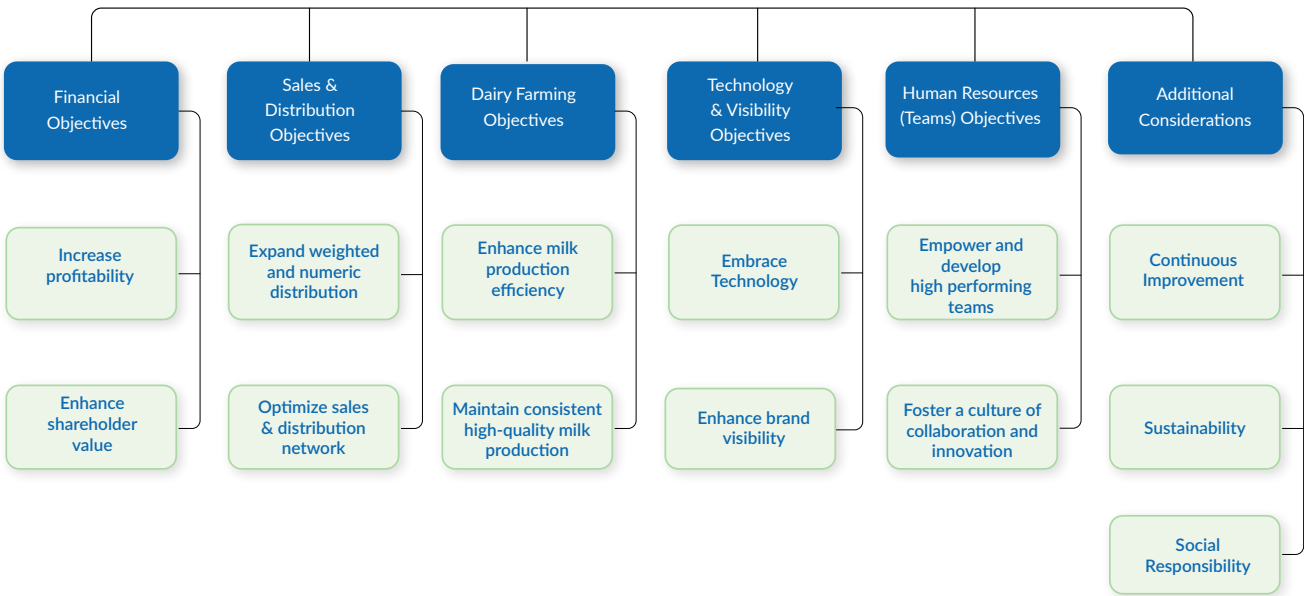 Financial
Objectives
Sales &
Distribution
Objectives
Dairy Farming
Objectives
Technology
& Visibility
Objectives
Human Resources
(Teams) Objectives
Additional
Considerations
Increase
profitability
Expand weighted
and numeric
distribution
Enhance milk
production
efficiency
Embrace
Technology
Empower and
develop
high performing
teams
Continuous
Improvement
Enhance
shareholder
value
Optimize sales
& distribution
network
Maintain consistent
high-quality milk
production
Enhance brand
visibility
Foster a culture of
collaboration and
innovation
Sustainability
Social
Responsibility